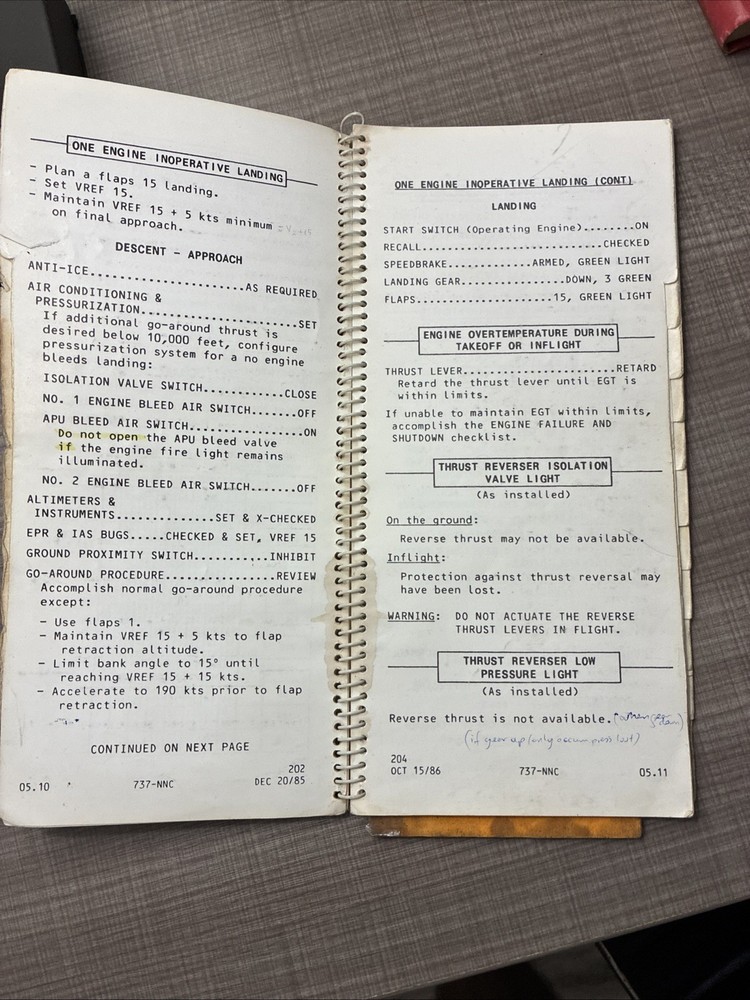 ONE ENGINE INOPERATIVE LANDING
- Plan a flaps 15 landing.
- Set VREF 15.
- Maintain VREF 15 + 5 kts minimum
on final approach.
DESCENT - APPROACH
ANTI-ICE....................AS REQUIRED
AIR CONDITIONING &
PRESSURIZATION.......................SET
If additional go-around thrust is
desired below 10,000 feet, configure
pressurization system for a no engine
bleeds landing:
ISOLATION VALVE SWITCH...........CLOSE
NO. 1 ENGINE BLEED AIR SWITCH......OFF
APU BLEED AIR SWITCH................ON
Do not open the APU bleed valve
if the engine fire light remains
illuminated.
NO. 2 ENGINE BLEED AIR SWITCH......OFF
ALTIMETERS &
INSTRUMENTS.............SET & X-CHECKED
EPR & IAS BUGS.....CHECKED & SET, VREF 15
GROUND PROXIMITY SWITCH...........INHIBIT
GO-AROUND PROCEDURE................REVIEW
Accomplish normal go-around procedure
except:
- Use flaps 1.
- Maintain VREF 15 + 5 kts to flap
retraction altitude.
- Limit bank angle to 15° until
reaching VREF 15 + 15 kts.
- Accelerate to 190 kts prior to flap
retraction.
CONTINUED ON NEXT PAGE
202
05.10 737-NNC DEC 20/85
ONE ENGINE INOPERATIVE LANDING (CONT)
LANDING
START SWITCH (Operating Engine)........ON
RECALL............................CHECKED
SPEEDBRAKE.............ARMED, GREEN LIGHT
LANDING GEAR.................DOWN, 3 GREEN
FLAPS.....................15, GREEN LIGHT
ENGINE OVERTEMPERATURE DURING
TAKEOFF OR INFLIGHT
THRUST LEVER.......................RETARD
Retard the thrust lever until EGT is
within limits.
If unable to maintain EGT within limits,
accomplish the ENGINE FAILURE AND
SHUTDOWN checklist.
THRUST REVERSER ISOLATION
VALVE LIGHT
(As installed)
On the ground:
Reverse thrust may not be available.
Inflight:
Protection against thrust reversal may
have been lost.
WARNING: DO NOT ACTUATE THE REVERSE
THRUST LEVERS IN FLIGHT.
THRUST REVERSER LOW
PRESSURE LIGHT
(As installed)
Reverse thrust is not available.
(if gear up/only accum press lost)
204
OCT 15/86 737-NNC 05.11